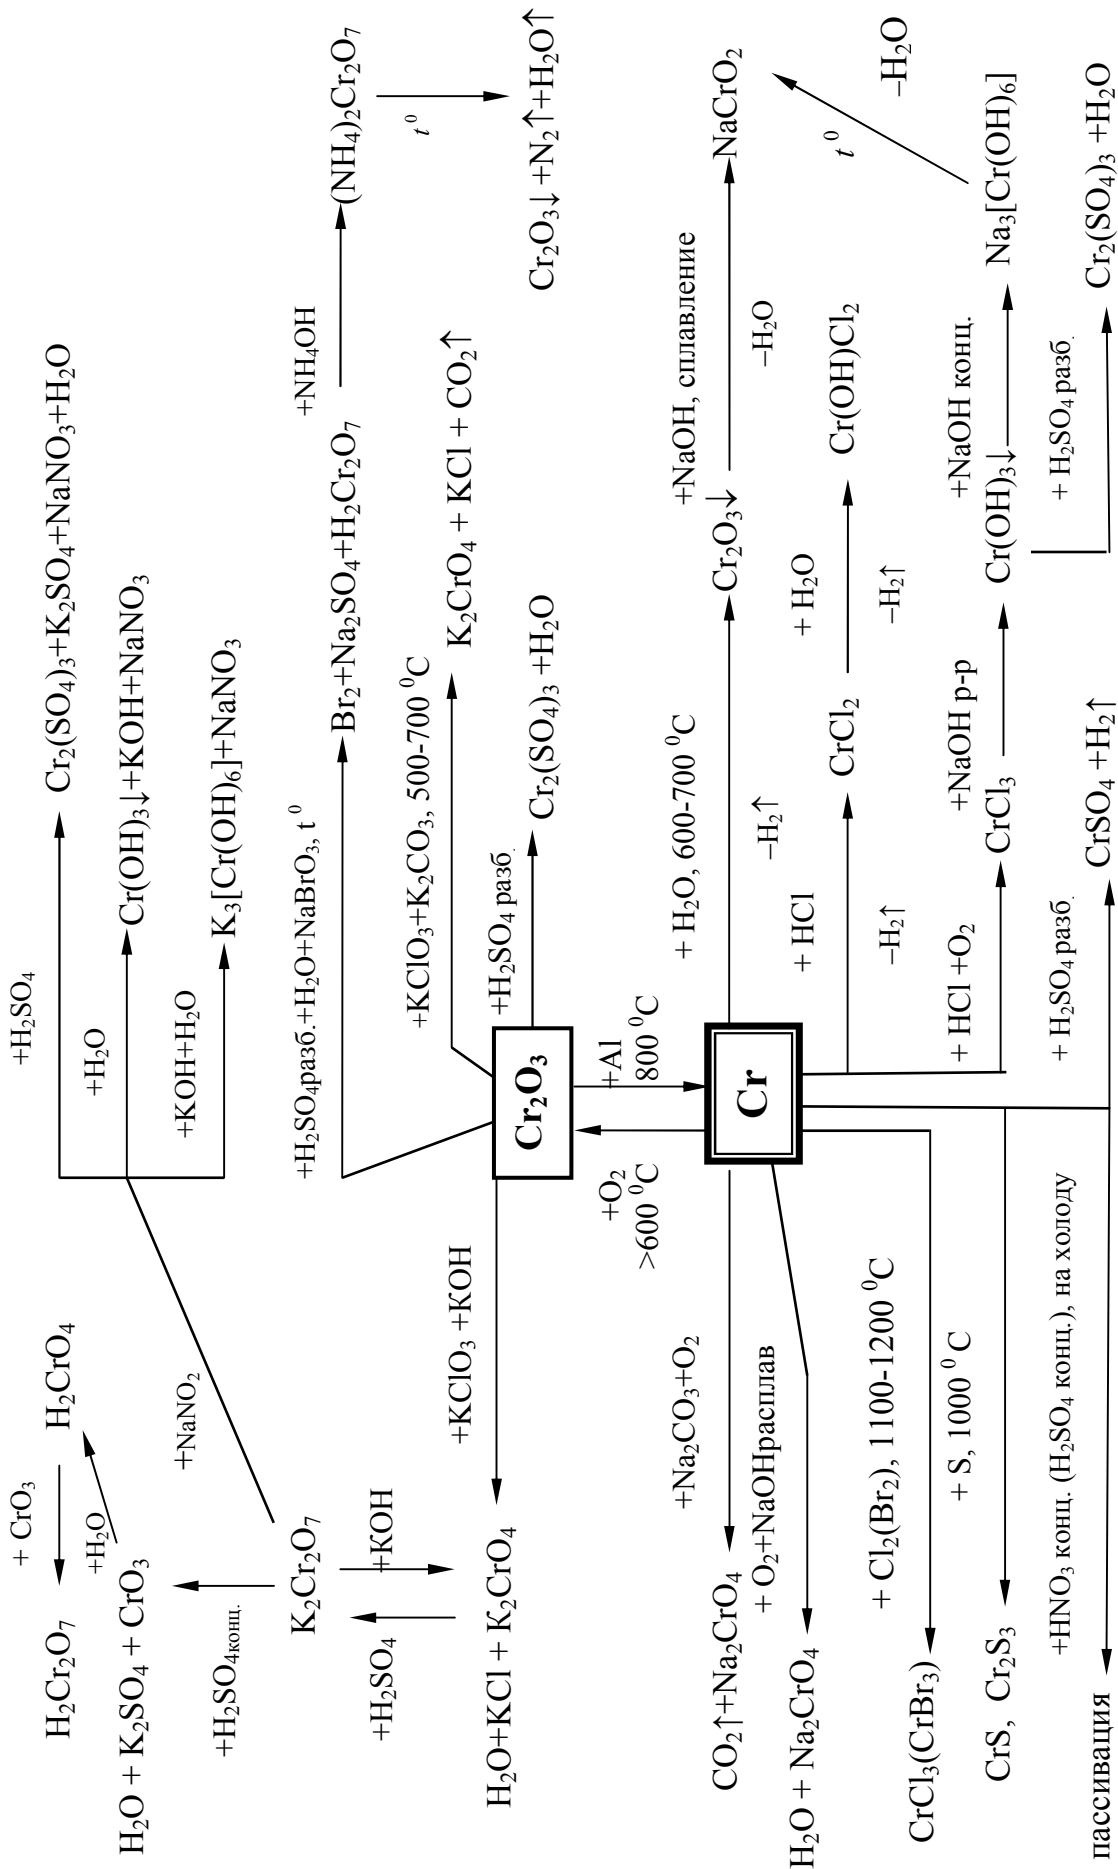 H₂Cr₂O₇
+ CrO₃
H₂CrO₄
+H₂SO₄
Cr₂(SO₄)₃+K₂SO₄+NaNO₃+H₂O
H₂O + K₂SO₄ + CrO₃
+H₂O
+H₂O
Cr(OH)₃↓+KOH+NaNO₃
+NaNO₂
+KOH+H₂O
K₃[Cr(OH)₆]+NaNO₃
+H₂SO₄конц.
K₂Cr₂O₇
+H₂SO₄разб.+H₂O+NaBrO₃, t⁰
Br₂+Na₂SO₄+H₂Cr₂O₇
+NH₄OH
(NH₄)₂Cr₂O₇
+H₂SO₄
+KOH
t⁰
+KClO₃+K₂CO₃, 500-700 ⁰C
K₂CrO₄ + KCl + CO₂↑
H₂O+KCl + K₂CrO₄
+KClO₃ +KOH
Cr₂O₃
+H₂SO₄ разб.
Cr₂(SO₄)₃ +H₂O
Cr₂O₃↓ +N₂↑ +H₂O↑
+O₂
>600 ⁰C
+Al
800 ⁰C
+Na₂CO₃+O₂
CO₂↑+Na₂CrO₄
Cr
+ H₂O, 600-700 ⁰C
–H₂↑
Cr₂O₃↓
+NaOH, сплавление
–H₂O
NaCrO₂
+ O₂+NaOHрасплав
H₂O + Na₂CrO₄
+ HCl
–H₂↑
CrCl₂
+ H₂O
–H₂↑
Cr(OH)Cl₂
t⁰
–H₂O
+ Cl₂(Br₂), 1100-1200 ⁰C
CrCl₃(CrBr₃)
+ S, 1000 ⁰ C
CrS, Cr₂S₃
+ HCl +O₂
CrCl₃
+NaOH р-р
Cr(OH)₃↓
+NaOH конц.
Na₃[Cr(OH)₆]
+HNO₃ конц. (H₂SO₄ конц.), на холоду
пассивация
+ H₂SO₄ разб.
CrSO₄ +H₂↑
+ H₂SO₄ разб.
Cr₂(SO₄)₃ +H₂O